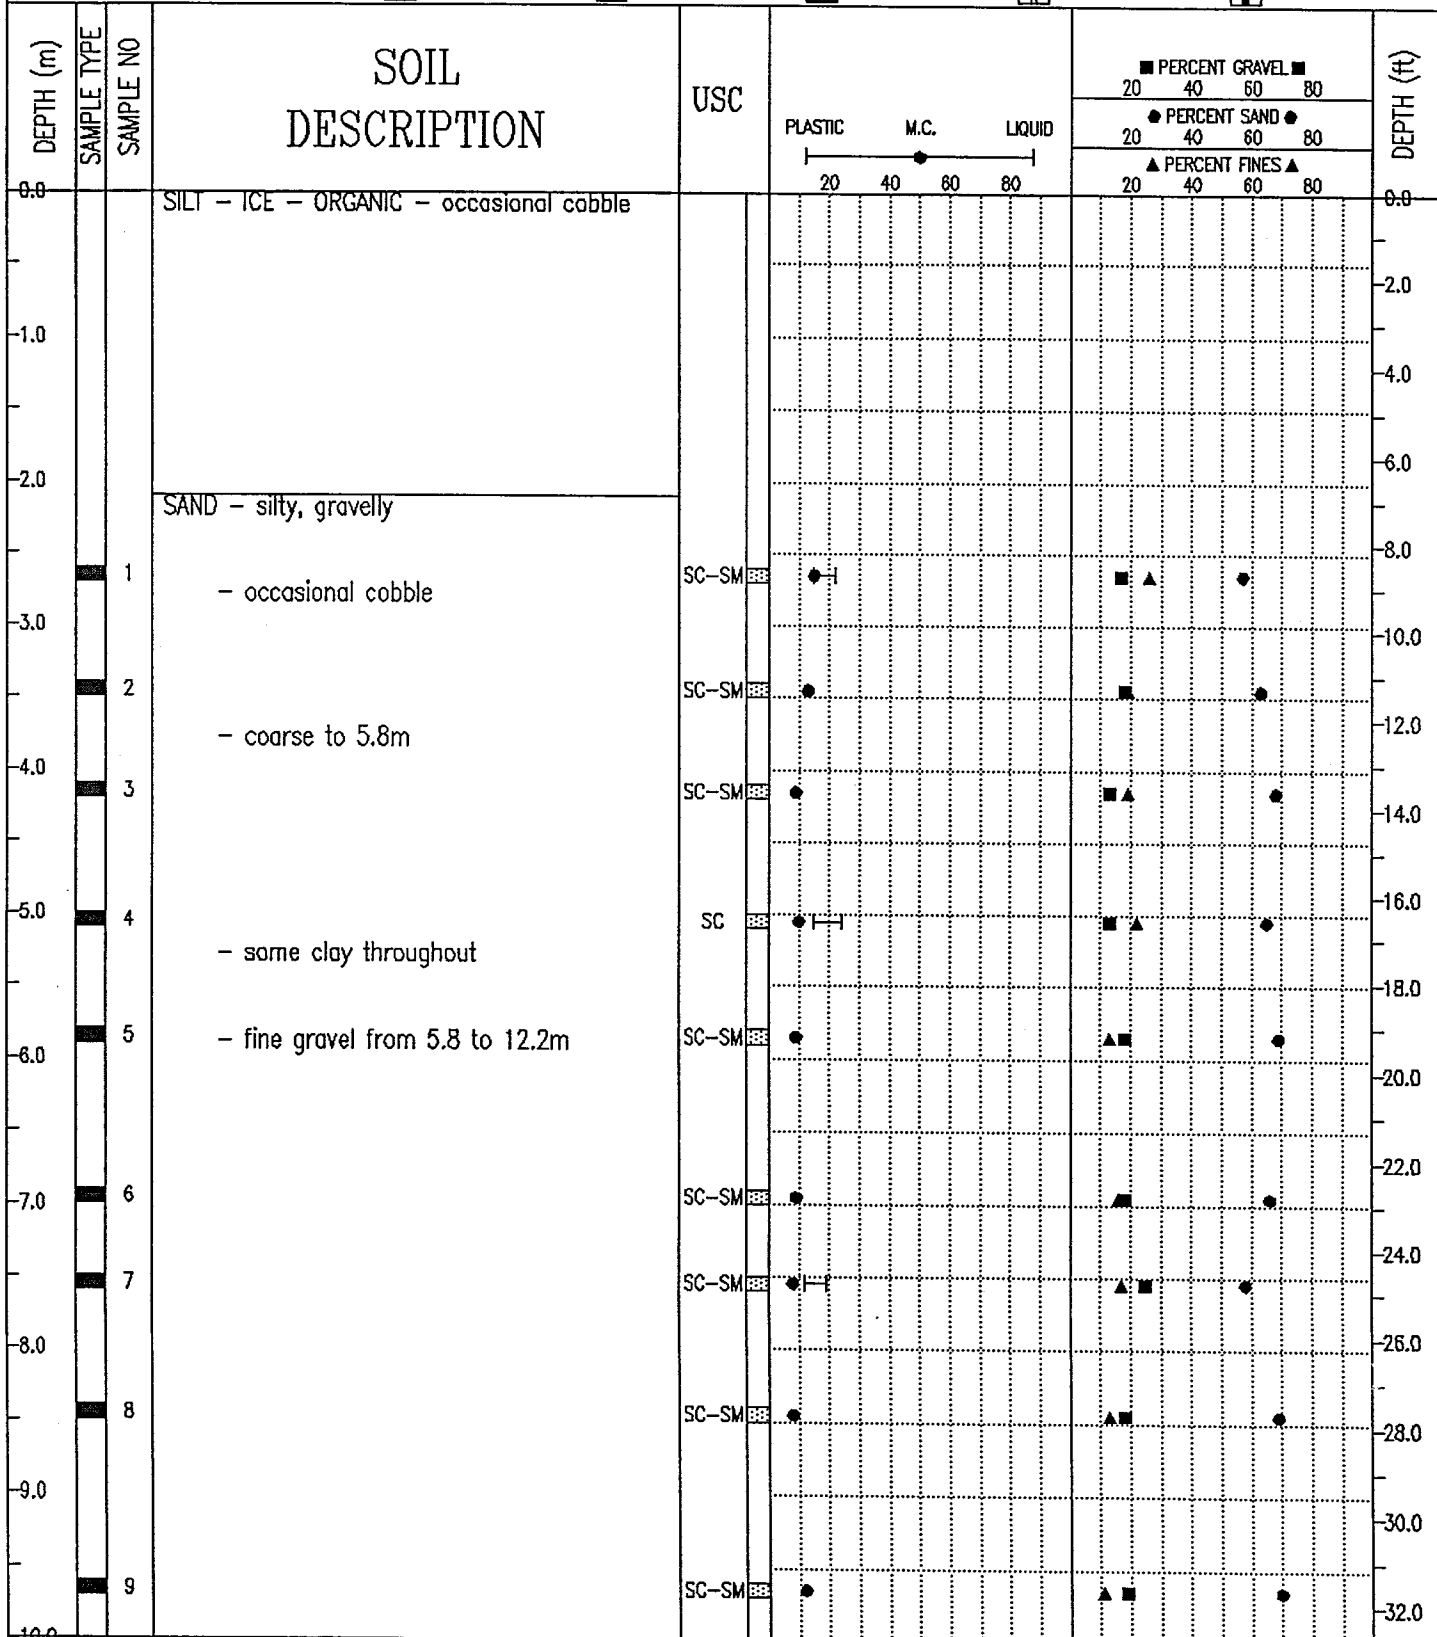 DEPTH (m)
SAMPLE TYPE
SAMPLE NO
SOIL
DESCRIPTION
USC
PLASTIC M.C. LIQUID
20 40 60 80
■ PERCENT GRAVEL ■
20 40 60 80
● PERCENT SAND ●
20 40 60 80
▲ PERCENT FINES ▲
20 40 60 80
DEPTH (ft)
0.0 0.0
SILT - ICE - ORGANIC - occasional cobble
2.0
1.0
4.0
6.0
2.0
SAND - silty, gravelly
8.0
1 SC-SM
- occasional cobble
3.0
10.0
2 SC-SM
12.0
- coarse to 5.8m
4.0
3 SC-SM
14.0
16.0
5.0 4 SC
- some clay throughout
18.0
5 SC-SM
- fine gravel from 5.8 to 12.2m
6.0
20.0
22.0
6 SC-SM
7.0
24.0
7 SC-SM
8.0
26.0
8 SC-SM
28.0
9.0
30.0
9 SC-SM
32.0
10.0